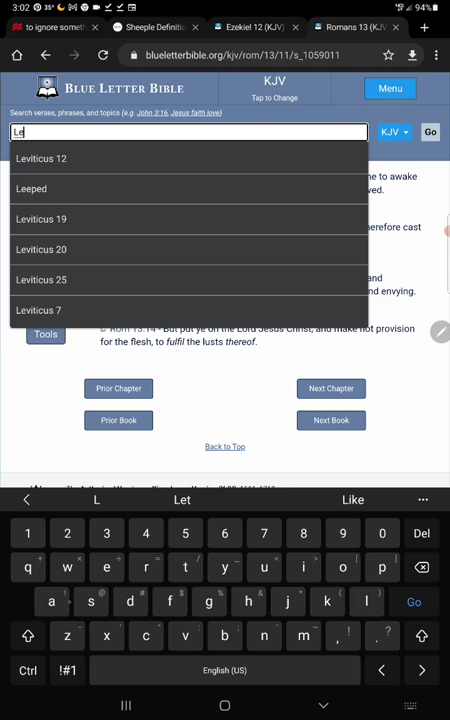 3:02 35° 94%
to ignore someth
Sheeple Definitio
Ezekiel 12 (KJV)
Romans 13 (KJV
blueletterbible.org/kjv/rom/13/11/s_1059011
BLUE LETTER BIBLE
KJV
Tap to Change
Menu
Search verses, phrases, and topics (e.g. John 3:16, Jesus faith love)
Le
KJV
Go
Leviticus 12
Leeped
Leviticus 19
Leviticus 20
Leviticus 25
Leviticus 7
ne to awake
ved.
erefore cast
and
nd envying.
Tools
Rom 13:14 - But put ye on the Lord Jesus Christ, and make not provision
for the flesh, to fulfil the lusts thereof.
Prior Chapter
Next Chapter
Prior Book
Next Book
Back to Top
L
Let
Like
1 2 3 4 5 6 7 8 9 0 Del
q w e r t y u i o p
a s d f g h j k l Go
z x c v b n m , .
! ?
Ctrl !#1 English (US) < >